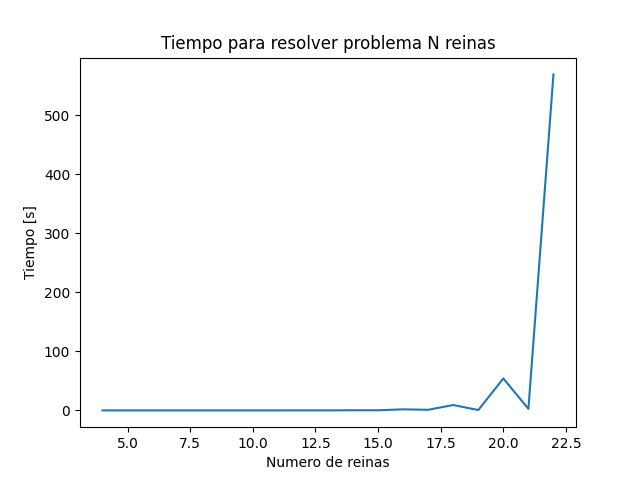 Tiempo para resolver problema N reinas
Tiempo [s]
500
400
300
200
100
0
5.0 7.5 10.0 12.5 15.0 17.5 20.0 22.5
Numero de reinas